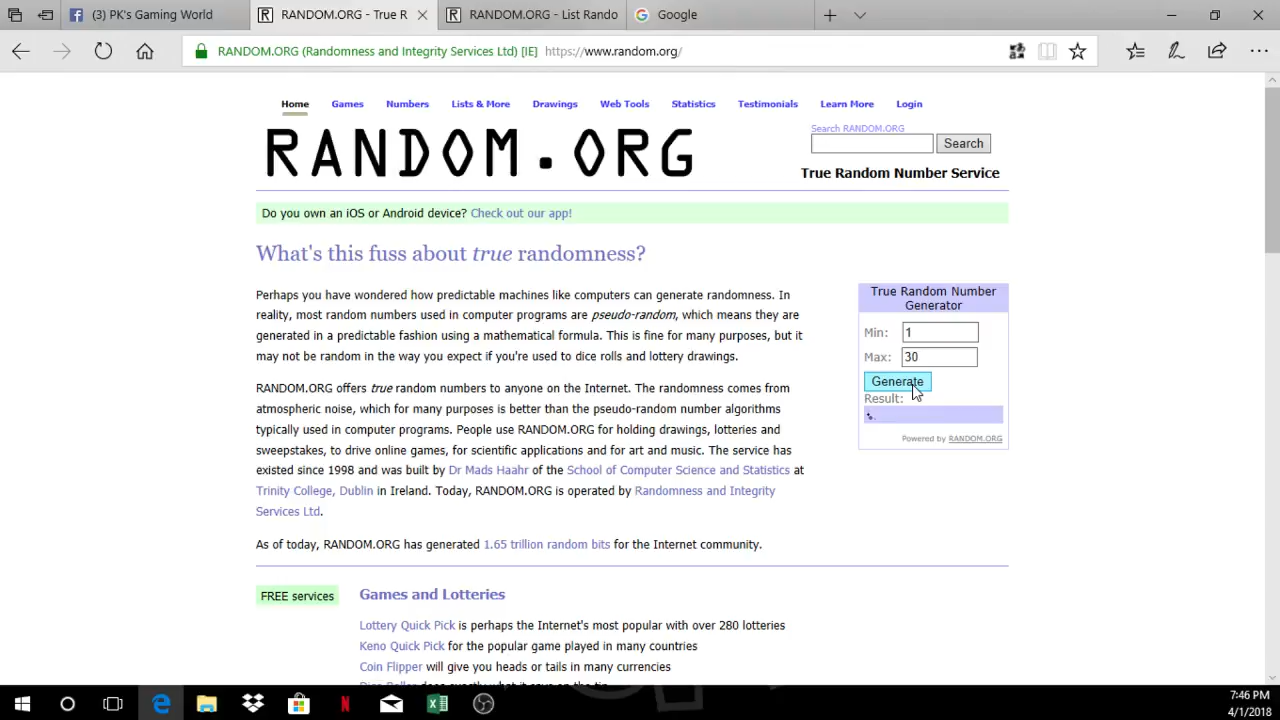 (3) PK's Gaming World
RANDOM.ORG - True R
RANDOM.ORG - List Rando
Google
RANDOM.ORG (Randomness and Integrity Services Ltd) [IE] https://www.random.org/
Home Games Numbers Lists & More Drawings Web Tools Statistics Testimonials Learn More Login
RANDOM.ORG
Search RANDOM.ORG
Search
True Random Number Service
Do you own an iOS or Android device? Check out our app!
What's this fuss about true randomness?
Perhaps you have wondered how predictable machines like computers can generate randomness. In
reality, most random numbers used in computer programs are pseudo-random, which means they are
generated in a predictable fashion using a mathematical formula. This is fine for many purposes, but it
may not be random in the way you expect if you're used to dice rolls and lottery drawings.
RANDOM.ORG offers true random numbers to anyone on the Internet. The randomness comes from
atmospheric noise, which for many purposes is better than the pseudo-random number algorithms
typically used in computer programs. People use RANDOM.ORG for holding drawings, lotteries and
sweepstakes, to drive online games, for scientific applications and for art and music. The service has
existed since 1998 and was built by Dr Mads Haahr of the School of Computer Science and Statistics at
Trinity College, Dublin in Ireland. Today, RANDOM.ORG is operated by Randomness and Integrity
Services Ltd.
As of today, RANDOM.ORG has generated 1.65 trillion random bits for the Internet community.
True Random Number
Generator
Min: 1
Max: 30
Generate
Result:
Powered by RANDOM.ORG
FREE services
Games and Lotteries
Lottery Quick Pick is perhaps the Internet's most popular with over 280 lotteries
Keno Quick Pick for the popular game played in many countries
Coin Flipper will give you heads or tails in many currencies
7:46 PM
4/1/2018